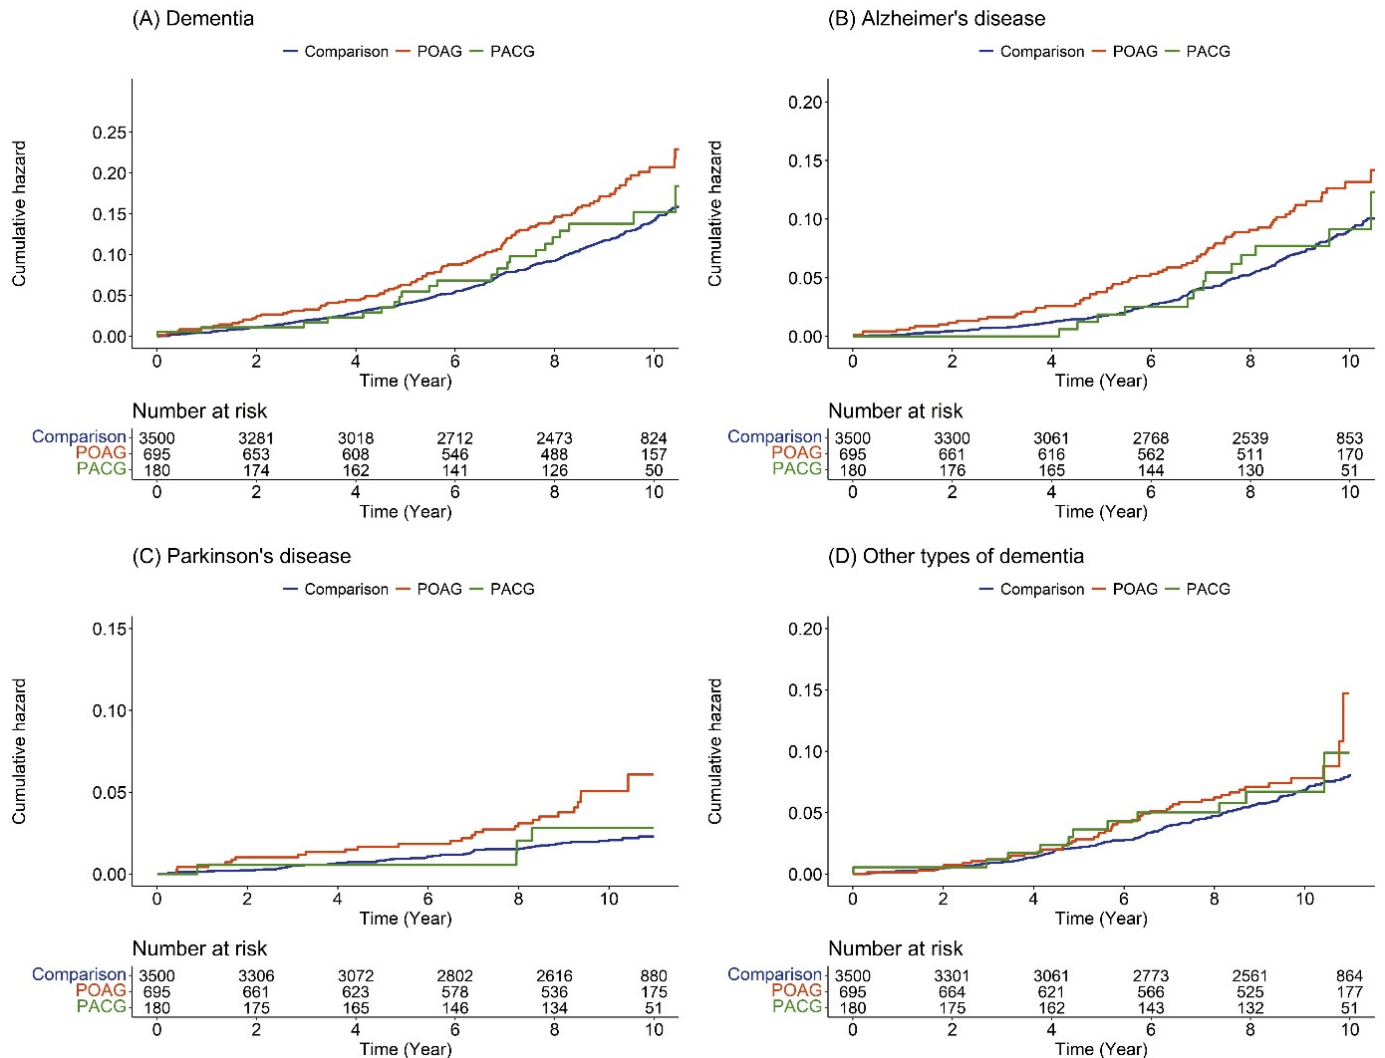 (A) Dementia
Comparison POAG PACG
Cumulative hazard
0.25
0.20
0.15
0.10
0.05
0.00
0 2 4 6 8 10
Time (Year)
Number at risk
Comparison 3500 3281 3018 2712 2473 824
POAG 695 653 608 546 488 157
PACG 180 174 162 141 126 50
0 2 4 6 8 10
Time (Year)
(B) Alzheimer's disease
Comparison POAG PACG
Cumulative hazard
0.20
0.15
0.10
0.05
0.00
0 2 4 6 8 10
Time (Year)
Number at risk
Comparison 3500 3300 3061 2768 2539 853
POAG 695 661 616 562 511 170
PACG 180 176 165 144 130 51
0 2 4 6 8 10
Time (Year)
(C) Parkinson's disease
Comparison POAG PACG
Cumulative hazard
0.15
0.10
0.05
0.00
0 2 4 6 8 10
Time (Year)
Number at risk
Comparison 3500 3306 3072 2802 2616 880
POAG 695 661 623 578 536 175
PACG 180 175 165 146 134 51
0 2 4 6 8 10
Time (Year)
(D) Other types of dementia
Comparison POAG PACG
Cumulative hazard
0.20
0.15
0.10
0.05
0.00
0 2 4 6 8 10
Time (Year)
Number at risk
Comparison 3500 3301 3061 2773 2561 864
POAG 695 664 621 566 525 177
PACG 180 175 162 143 132 51
0 2 4 6 8 10
Time (Year)